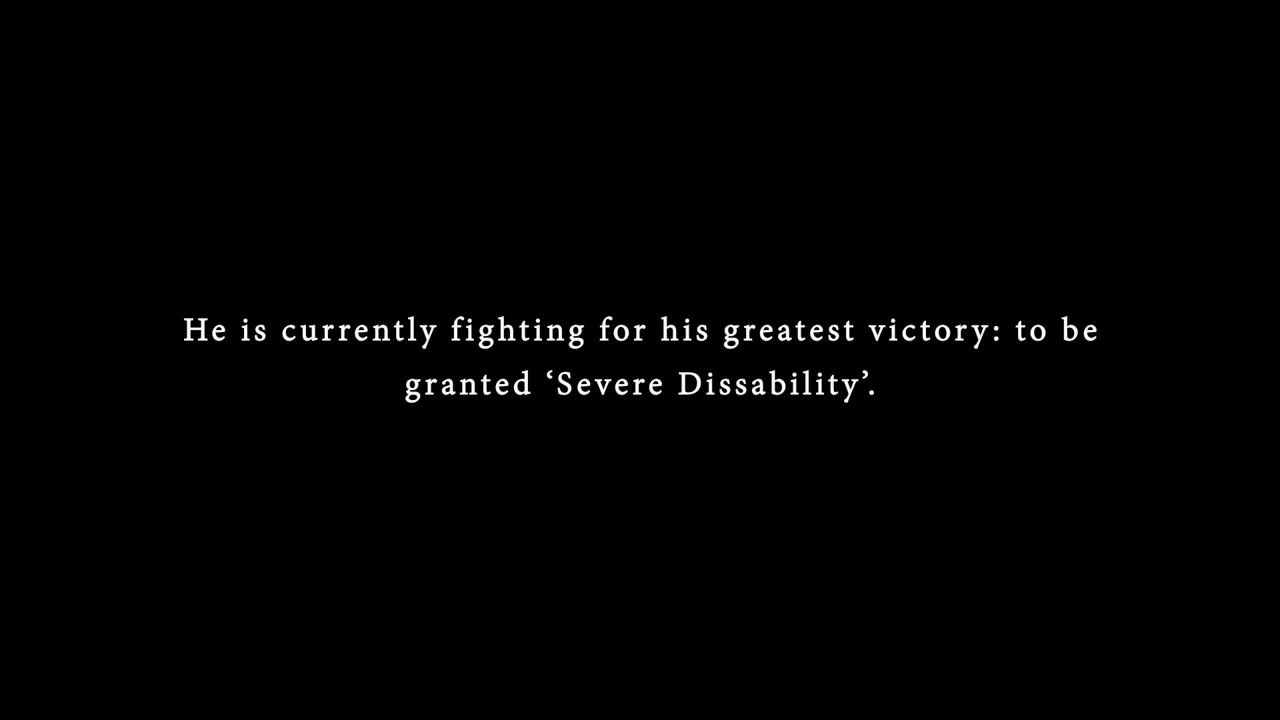 He is currently fighting for his greatest victory: to be
granted ‘Severe Dissability’.